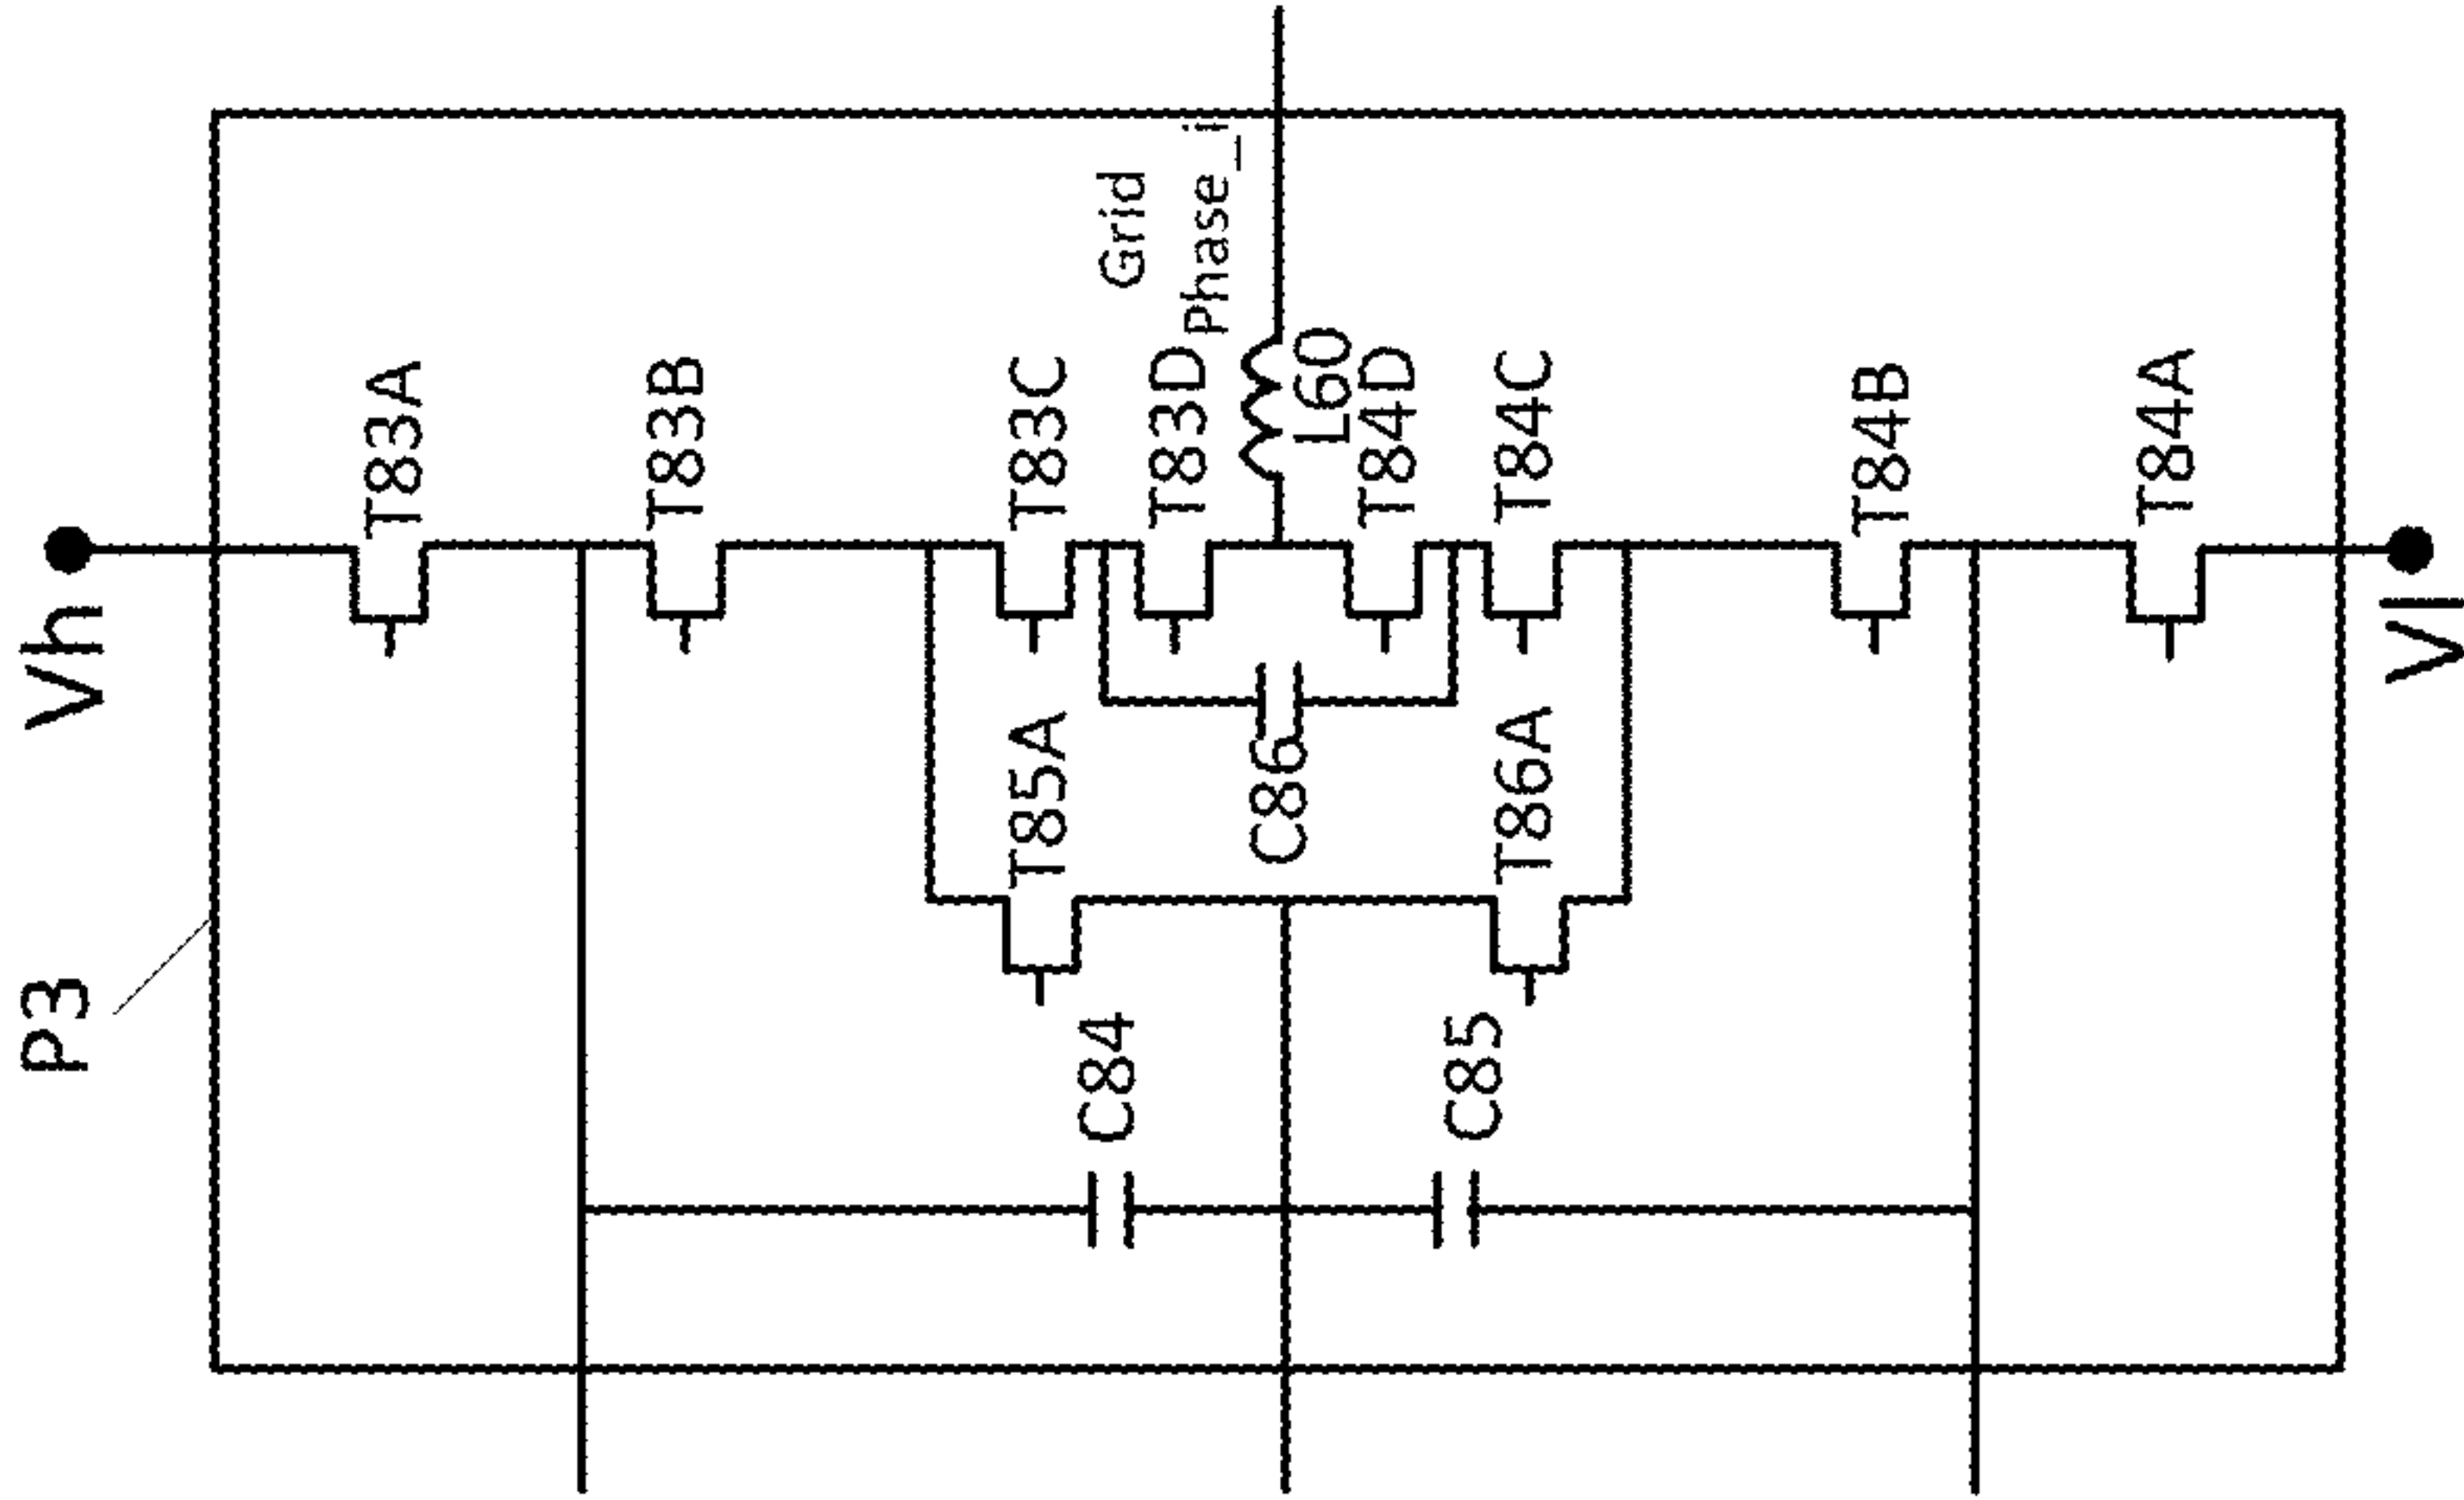 P3
Vh
T83A
T83B
T83C
T83D
Grid
Phase_i
L60
T84D
T84C
T84B
T84A
T85A
C86
T86A
C84
C85
Vl